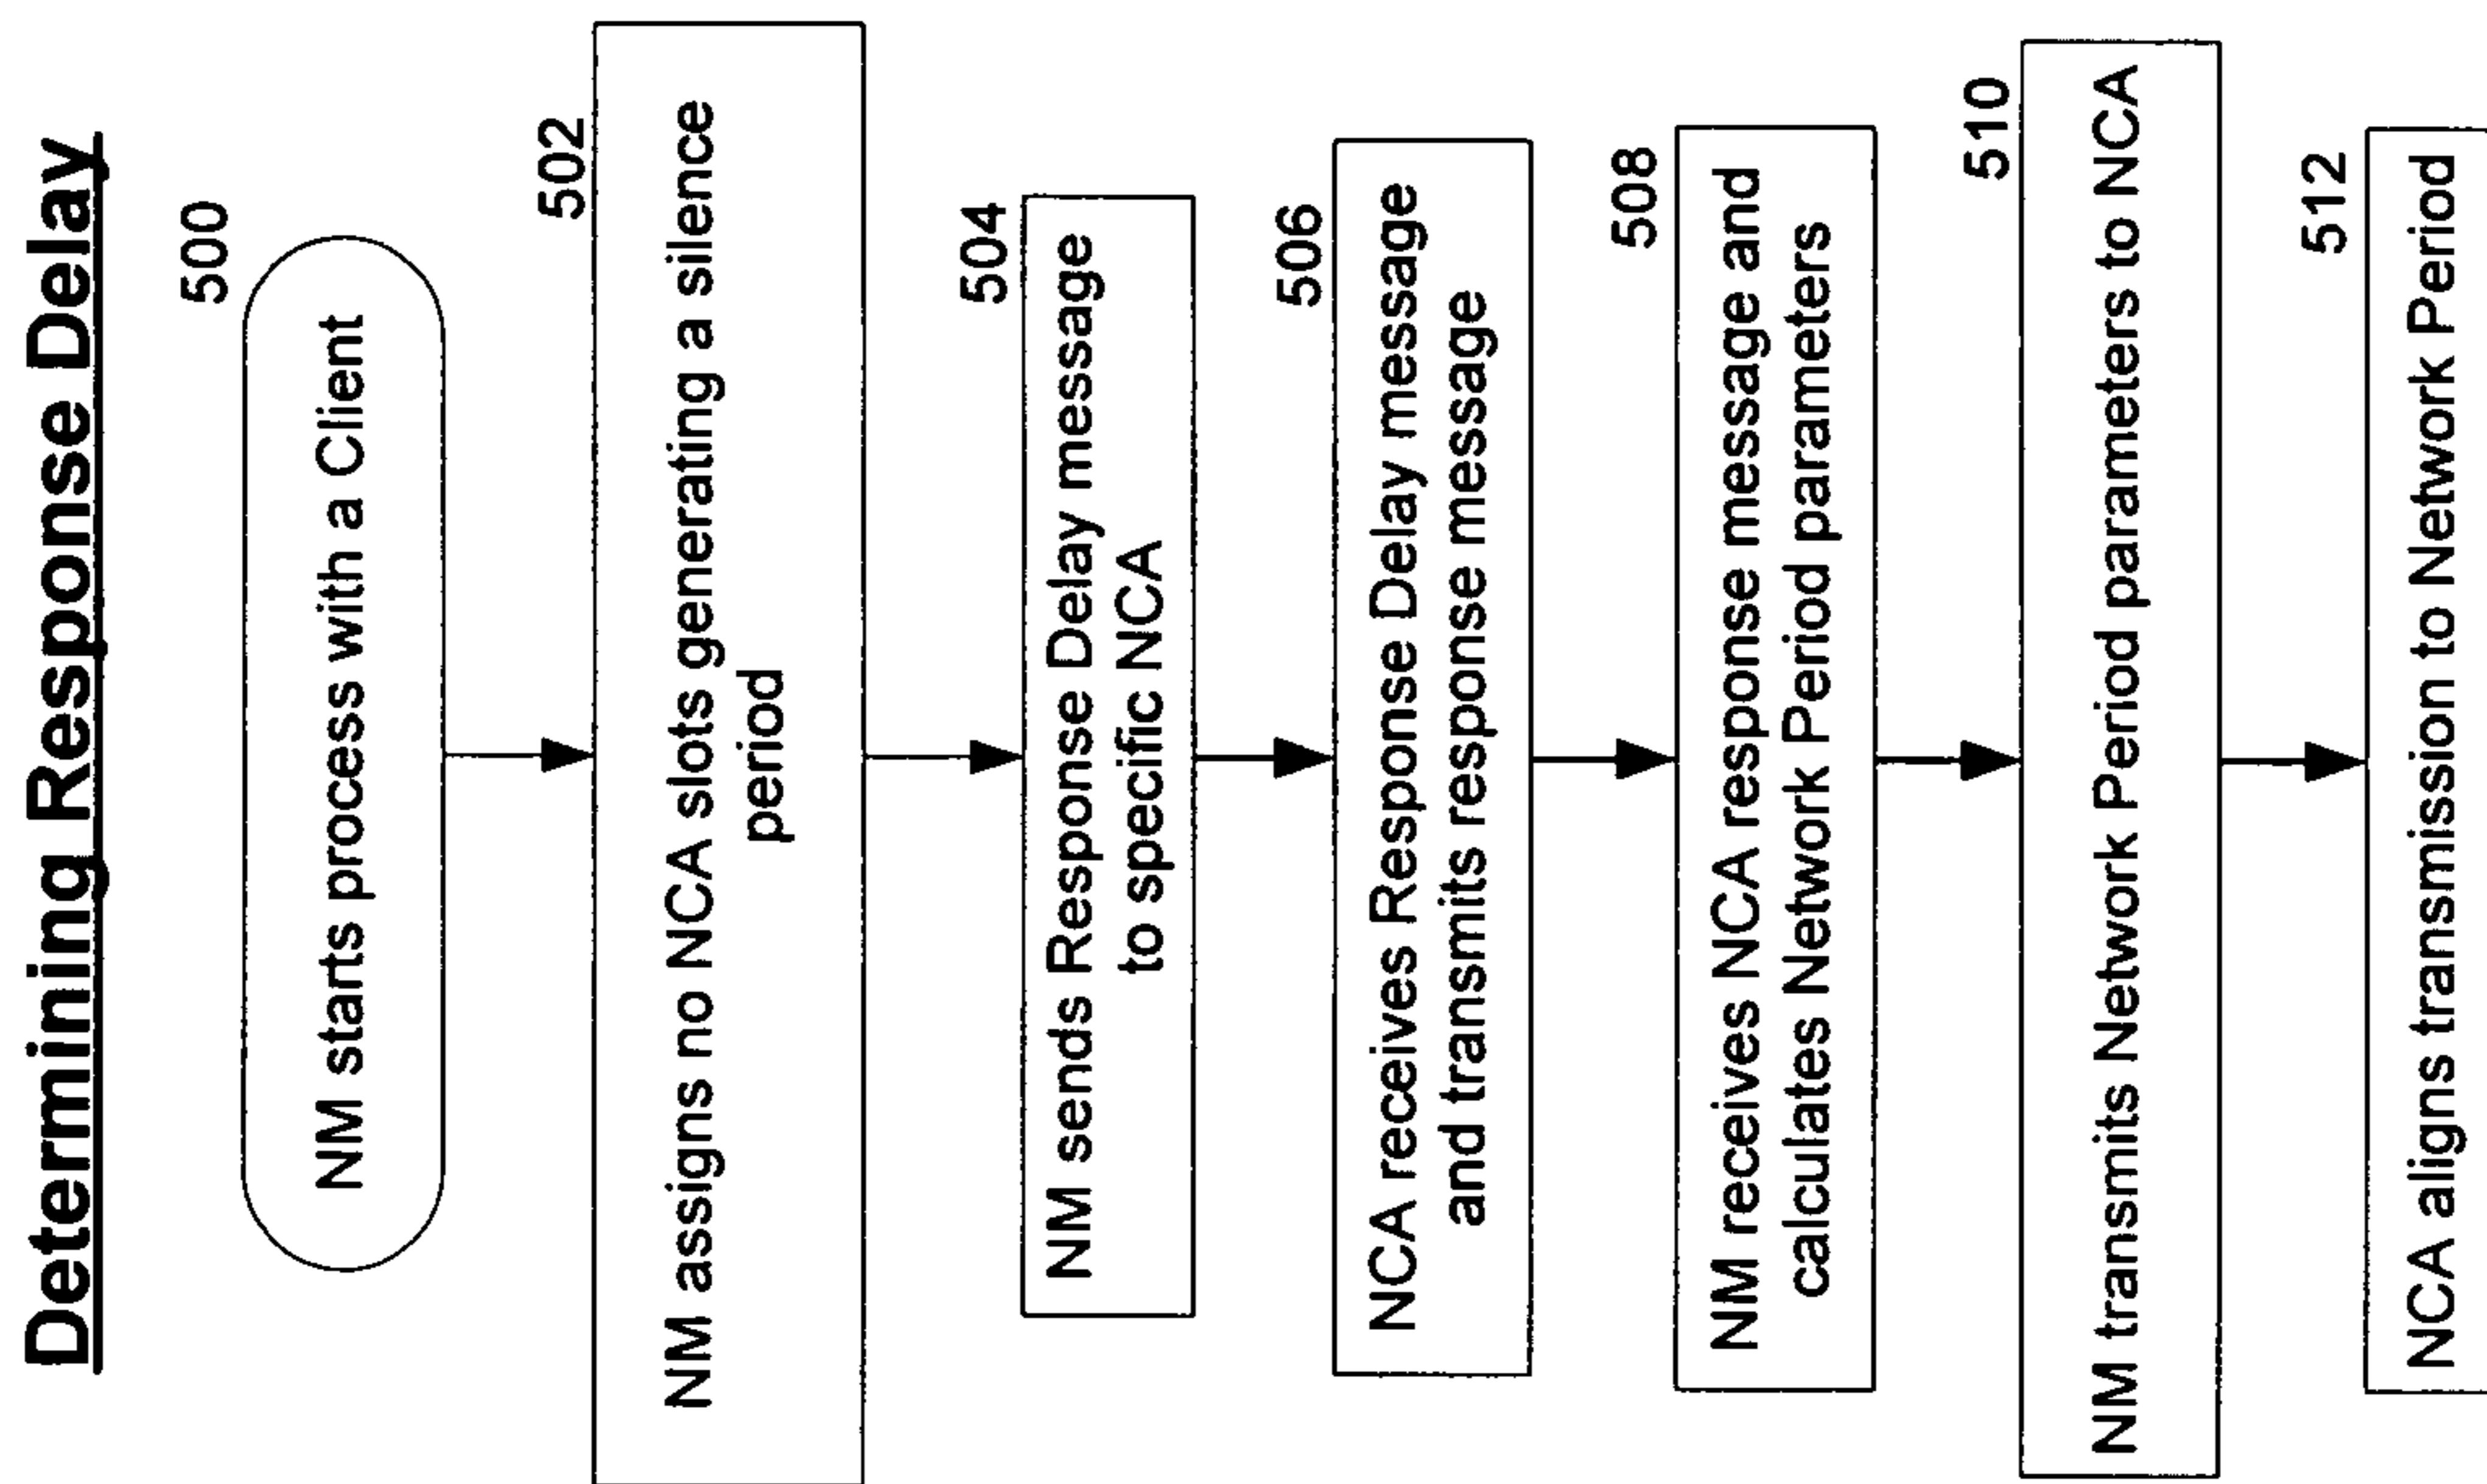 Determining Response Delay
500
NM starts process with a Client
502
NM assigns no NCA slots generating a silence
period
504
NM sends Response Delay message
to specific NCA
506
NCA receives Response Delay message
and transmits response message
508
NM receives NCA response message and
calculates Network Period parameters
510
NM transmits Network Period parameters to NCA
512
NCA aligns transmission to Network Period